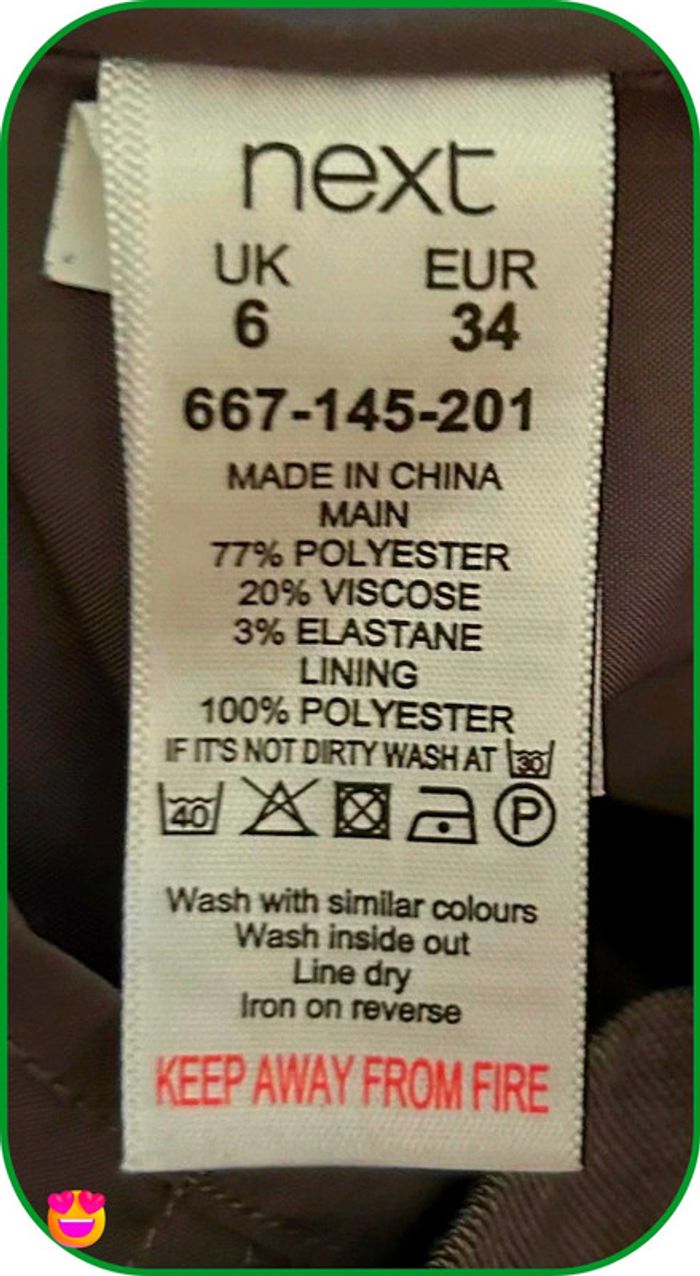 next
UK EUR
6 34
667-145-201
MADE IN CHINA
MAIN
77% POLYESTER
20% VISCOSE
3% ELASTANE
LINING
100% POLYESTER
IF IT'S NOT DIRTY WASH AT 30
40 P
Wash with similar colours
Wash inside out
Line dry
Iron on reverse
KEEP AWAY FROM FIRE